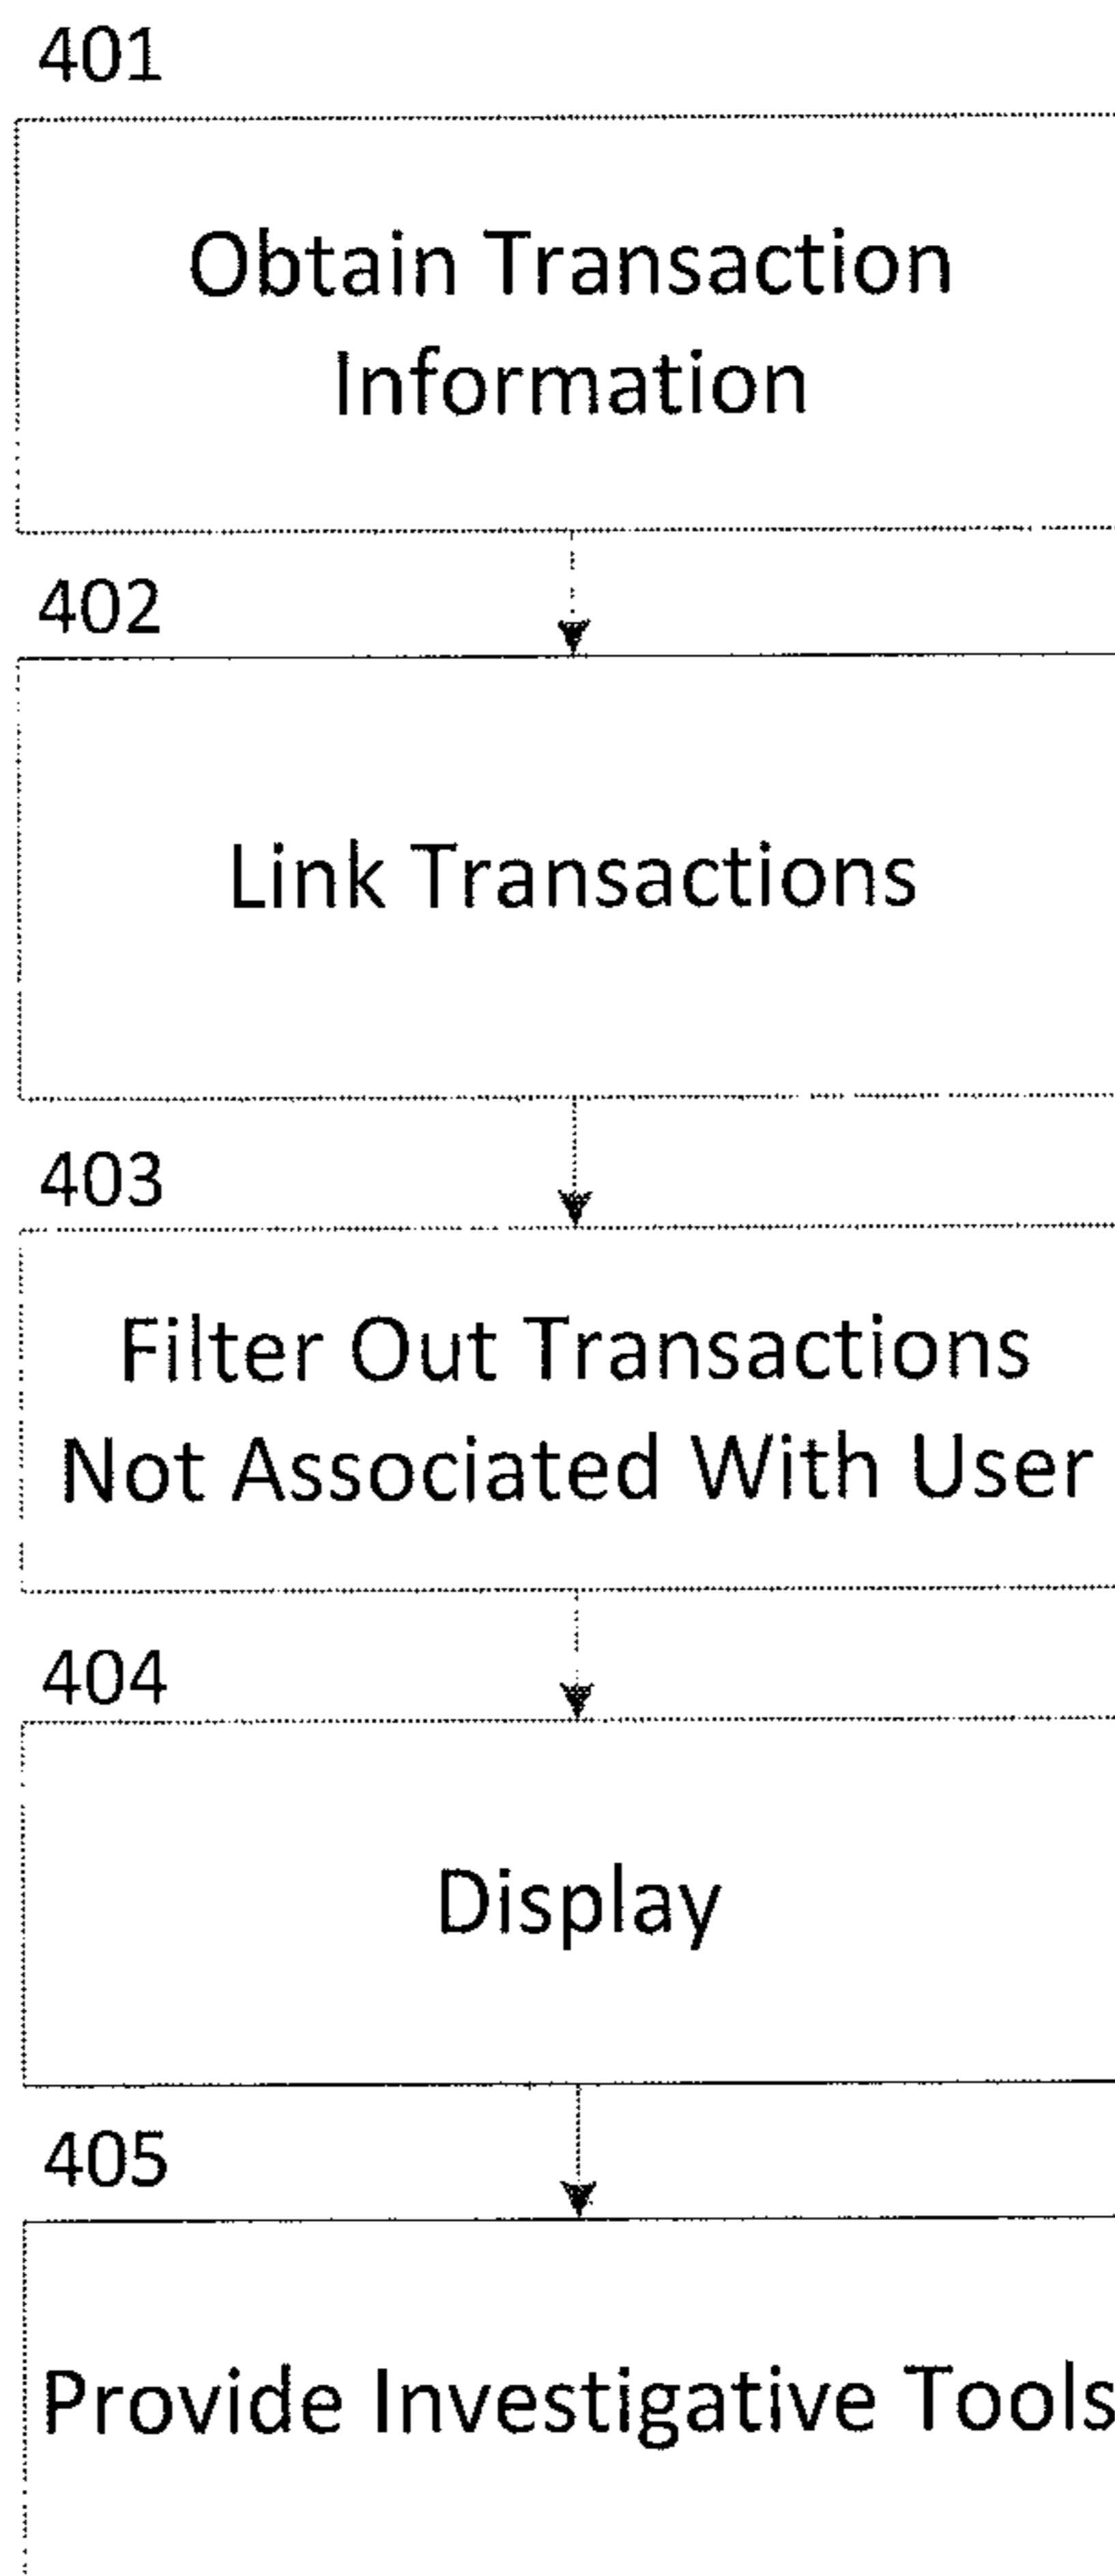 401
Obtain Transaction
Information
402
Link Transactions
403
Filter Out Transactions
Not Associated With User
404
Display
405
Provide Investigative Tools